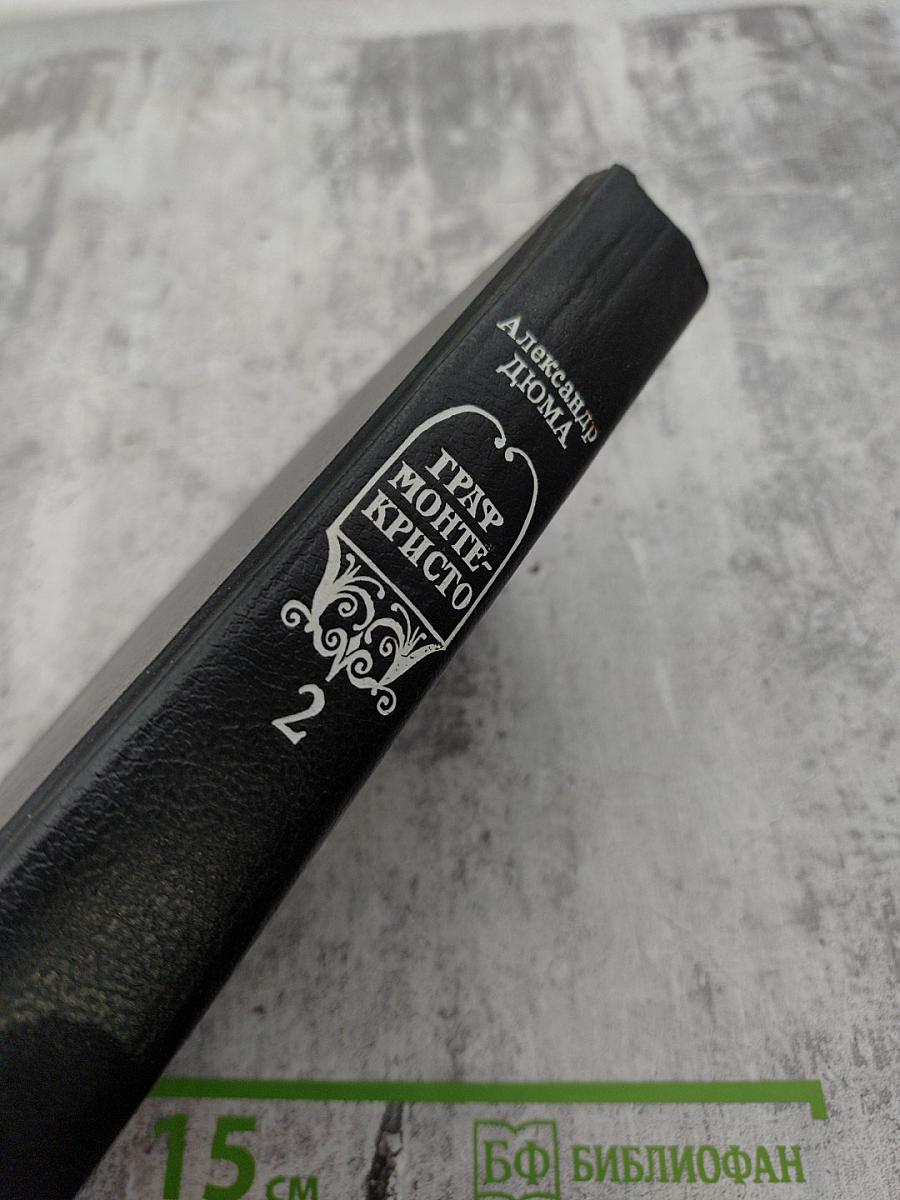 Александр
ДЮМА
ГРАФ
МОНТЕ-
КРИСТО
2
15 см
БФ БИБЛИОФАН